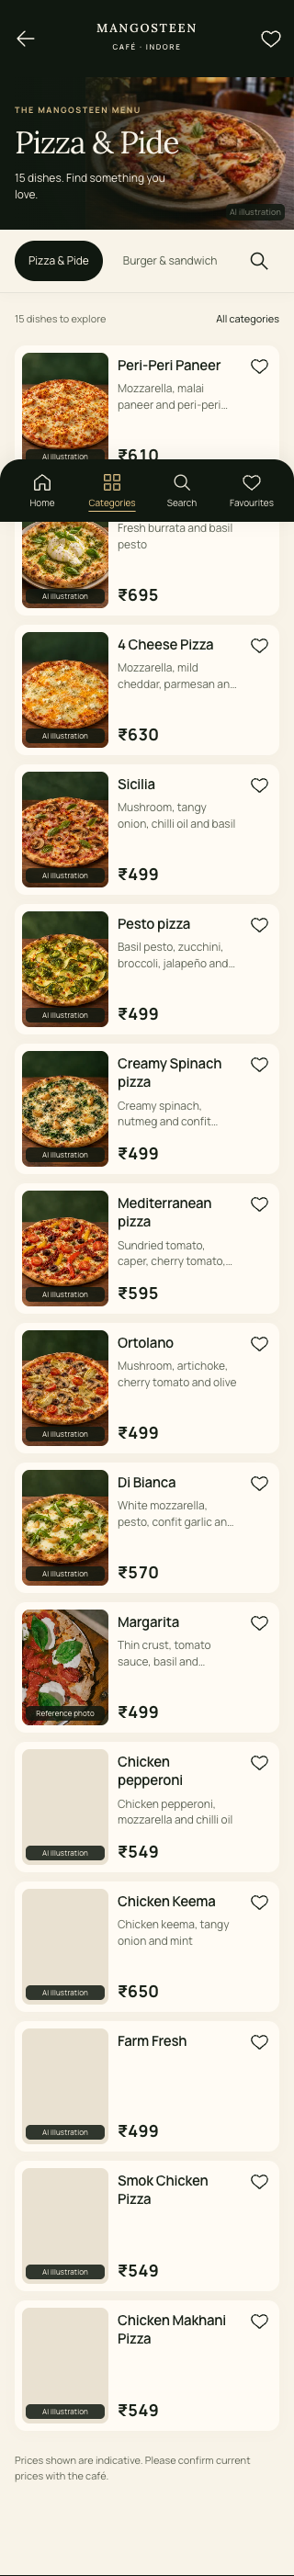 MANGOSTEEN
CAFÉ · INDORE
THE MANGOSTEEN MENU
Pizza & Pide
15 dishes. Find something you
love.
AI illustration
Pizza & Pide
Burger & sandwich
15 dishes to explore
All categories
Peri-Peri Paneer
Mozzarella, malai
paneer and peri-peri...
AI illustration
₹610
Home
Categories
Search
Favourites
Fresh burrata and basil
pesto
AI illustration
₹695
4 Cheese Pizza
Mozzarella, mild
cheddar, parmesan an...
AI illustration
₹630
Sicilia
Mushroom, tangy
onion, chilli oil and basil
AI illustration
₹499
Pesto pizza
Basil pesto, zucchini,
broccoli, jalapeño and...
AI illustration
₹499
Creamy Spinach
pizza
Creamy spinach,
nutmeg and confit...
AI illustration
₹499
Mediterranean
pizza
Sundried tomato,
caper, cherry tomato,...
AI illustration
₹595
Ortolano
Mushroom, artichoke,
cherry tomato and olive
AI illustration
₹499
Di Bianca
White mozzarella,
pesto, confit garlic an...
AI illustration
₹570
Margarita
Thin crust, tomato
sauce, basil and...
Reference photo
₹499
Chicken
pepperoni
Chicken pepperoni,
mozzarella and chilli oil
AI illustration
₹549
Chicken Keema
Chicken keema, tangy
onion and mint
AI illustration
₹650
Farm Fresh
AI illustration
₹499
Smok Chicken
Pizza
AI illustration
₹549
Chicken Makhani
Pizza
AI illustration
₹549
Prices shown are indicative. Please confirm current
prices with the café.